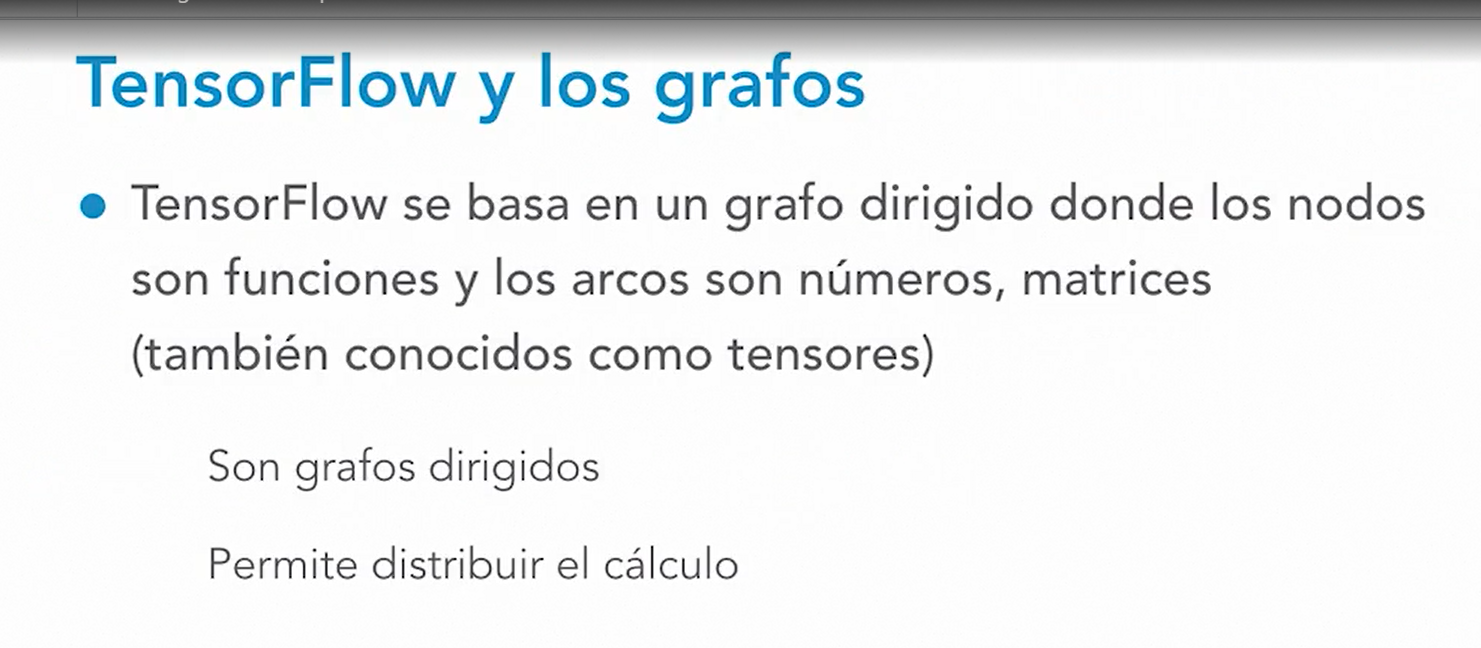 TensorFlow y los grafos
TensorFlow se basa en un grafo dirigido donde los nodos
son funciones y los arcos son números, matrices
(también conocidos como tensores)
Son grafos dirigidos
Permite distribuir el cálculo